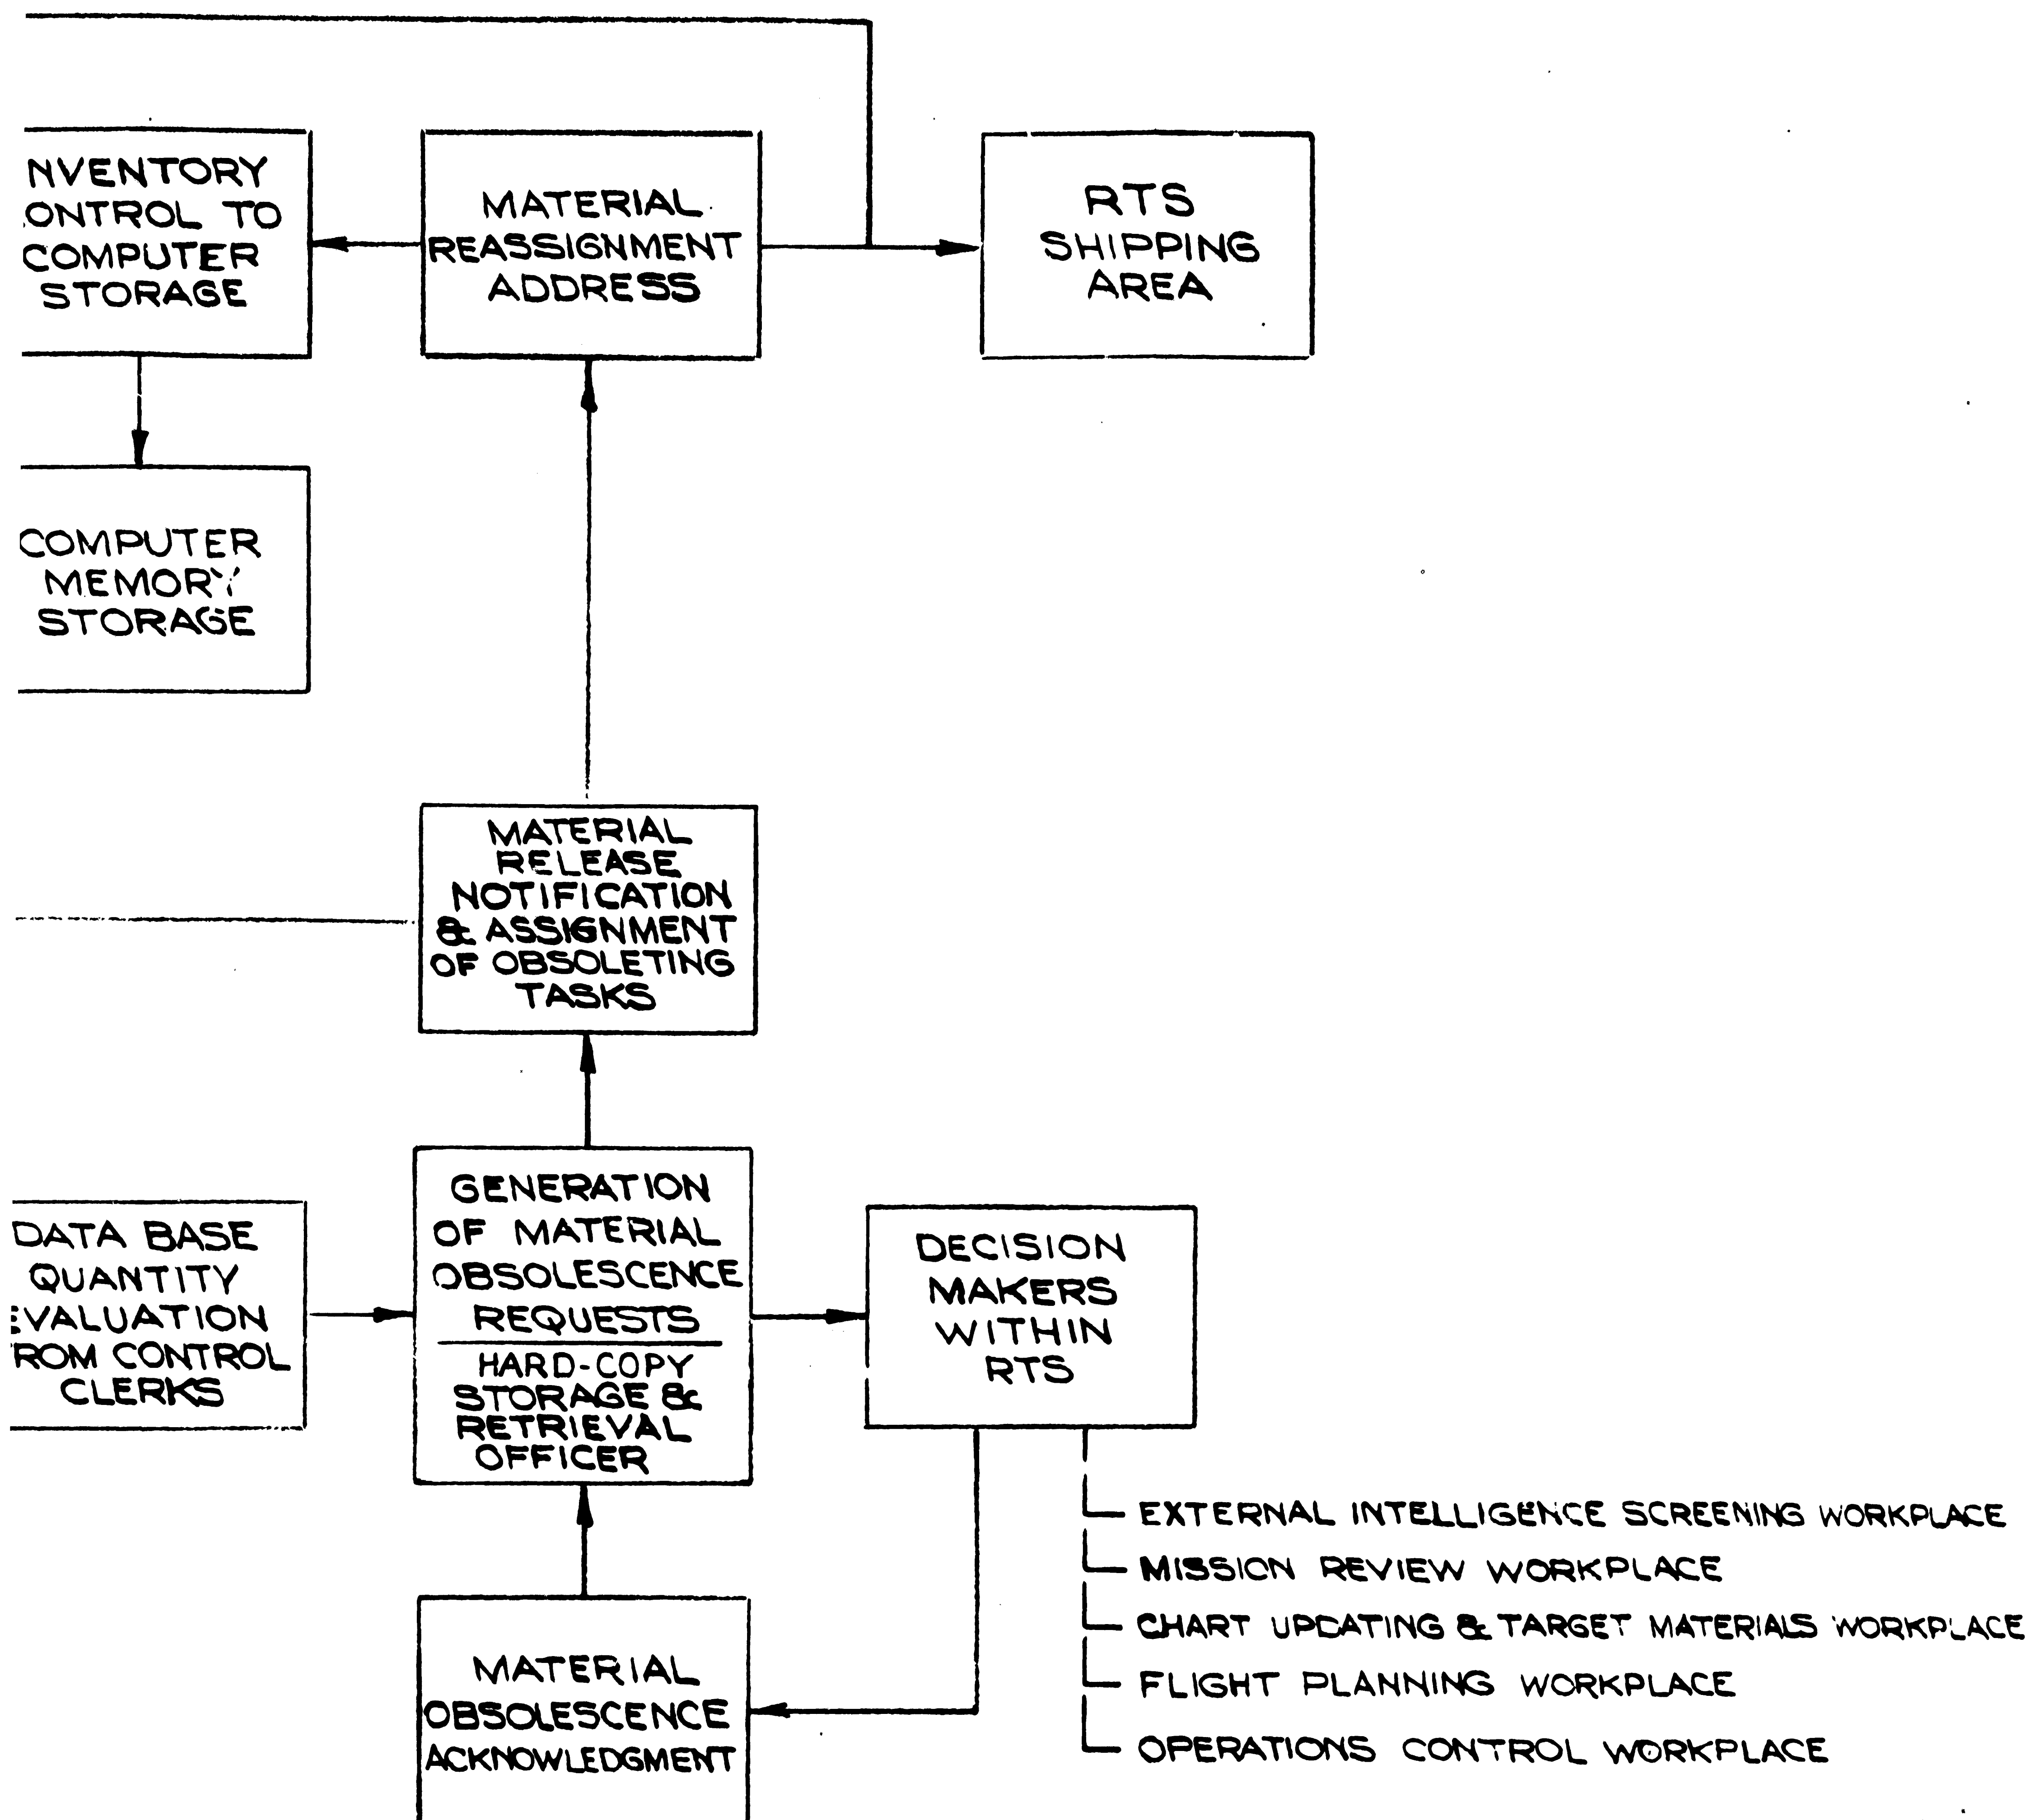 NVENTORY
ONTROL TO
COMPUTER
STORAGE
MATERIAL
REASSIGNMENT
ADDRESS
RTS
SHIPPING
AREA
COMPUTER
MEMORY
STORAGE
MATERIAL
RELEASE
NOTIFICATION
& ASSIGNMENT
OF OBSOLETING
TASKS
DATA BASE
QUANTITY
EVALUATION
ROM CONTROL
CLERKS
GENERATION
OF MATERIAL
OBSOLESCENCE
REQUESTS
HARD-COPY
STORAGE &
RETRIEVAL
OFFICER
DECISION
MAKERS
WITHIN
RTS
EXTERNAL INTELLIGENCE SCREENING WORKPLACE
MISSION REVIEW WORKPLACE
CHART UPDATING & TARGET MATERIALS WORKPLACE
FLIGHT PLANNING WORKPLACE
OPERATIONS CONTROL WORKPLACE
MATERIAL
OBSOLESCENCE
ACKNOWLEDGMENT